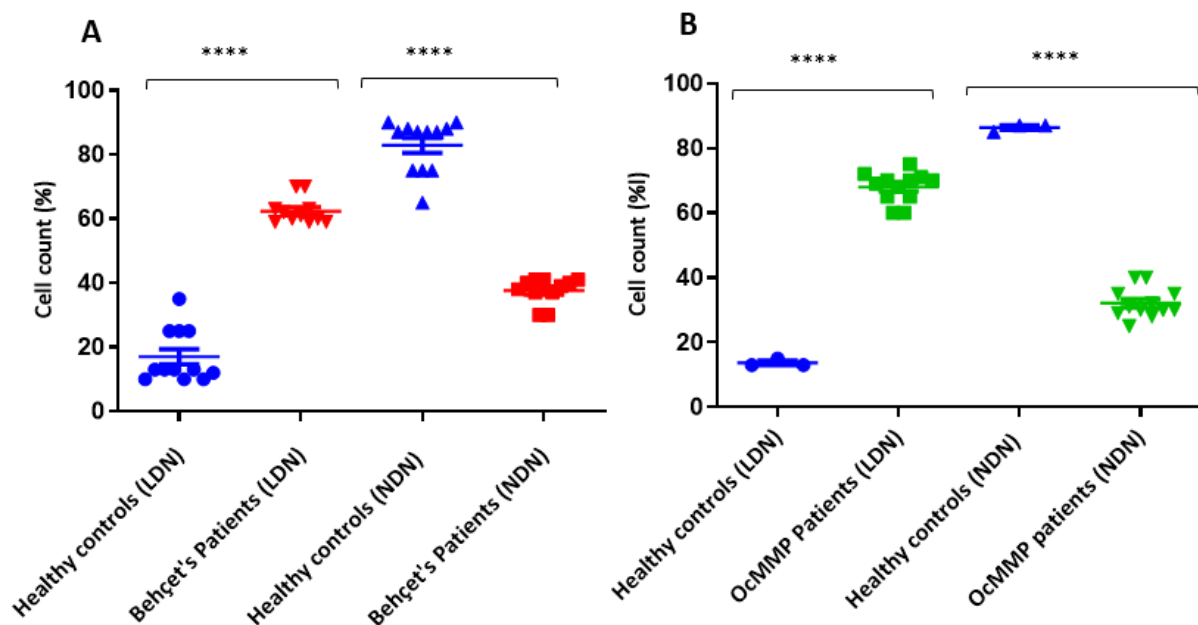 A
****
****
Cell count (%)
100
80
60
40
20
0
Healthy controls (LDN)
Behçet's Patients (LDN)
Healthy controls (NDN)
Behçet's Patients (NDN)
B
****
****
Cell count (%l)
100
80
60
40
20
0
Healthy controls (LDN)
OcMMP Patients (LDN)
Healthy controls (NDN)
OcMMP patients (NDN)